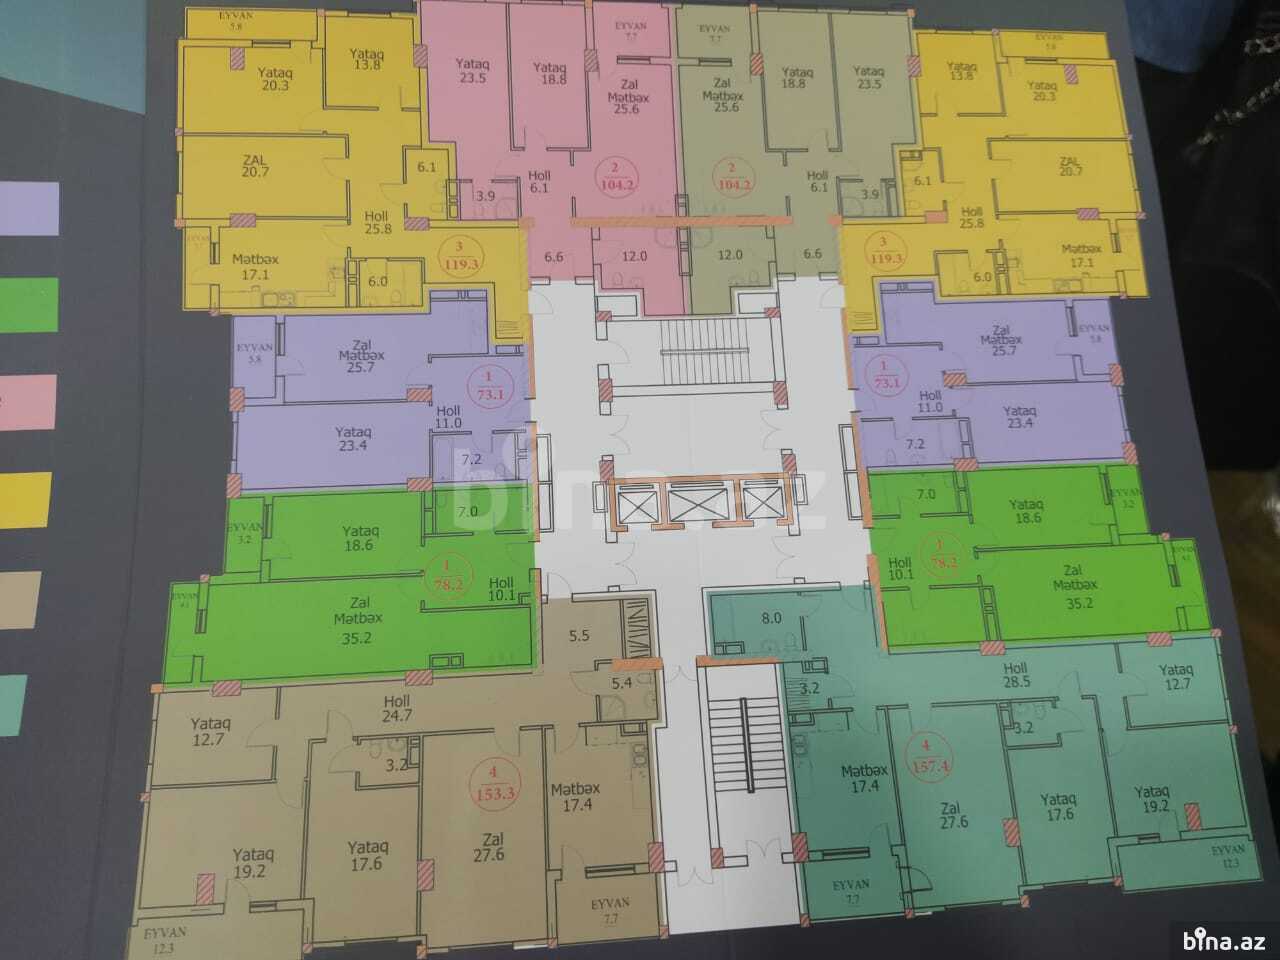 EYVAN
5.8
Yataq
20.3
Yataq
13.8
ZAL
20.7
6.1
Holl
25.8
Mətbəx
17.1
6.0
3
119.3
Yataq
23.5
Yataq
18.8
EYVAN
7.7
Zal
Mətbəx
25.6
2
104.2
Holl
6.1
3.9
6.6
12.0
EYVAN
7.7
Zal
Mətbəx
25.6
Yataq
18.8
Yataq
23.5
2
104.2
Holl
6.1
3.9
12.0
6.6
Yataq
13.8
EYVAN
5.8
Yataq
20.3
ZAL
20.7
6.1
Holl
25.8
Mətbəx
17.1
6.0
3
119.3
EYVAN
5.8
Zal
Mətbəx
25.7
1
73.1
Holl
11.0
Yataq
23.4
7.2
Zal
Mətbəx
25.7
EYVAN
5.8
1
73.1
Holl
11.0
Yataq
23.4
7.2
EYVAN
3.2
Yataq
18.6
7.0
1
78.2
Holl
10.1
EYVAN
4.1
Zal
Mətbəx
35.2
7.0
Yataq
18.6
EYVAN
3.2
1
78.2
Holl
10.1
Zal
Mətbəx
35.2
EYVAN
4.1
bina.az
5.5
5.4
Holl
24.7
Yataq
12.7
3.2
4
153.3
Mətbəx
17.4
Yataq
19.2
Yataq
17.6
Zal
27.6
EYVAN
7.7
EYVAN
12.3
8.0
3.2
Holl
28.5
Yataq
12.7
3.2
4
157.4
Mətbəx
17.4
Zal
27.6
Yataq
17.6
Yataq
19.2
EYVAN
7.7
EYVAN
12.3
bina.az